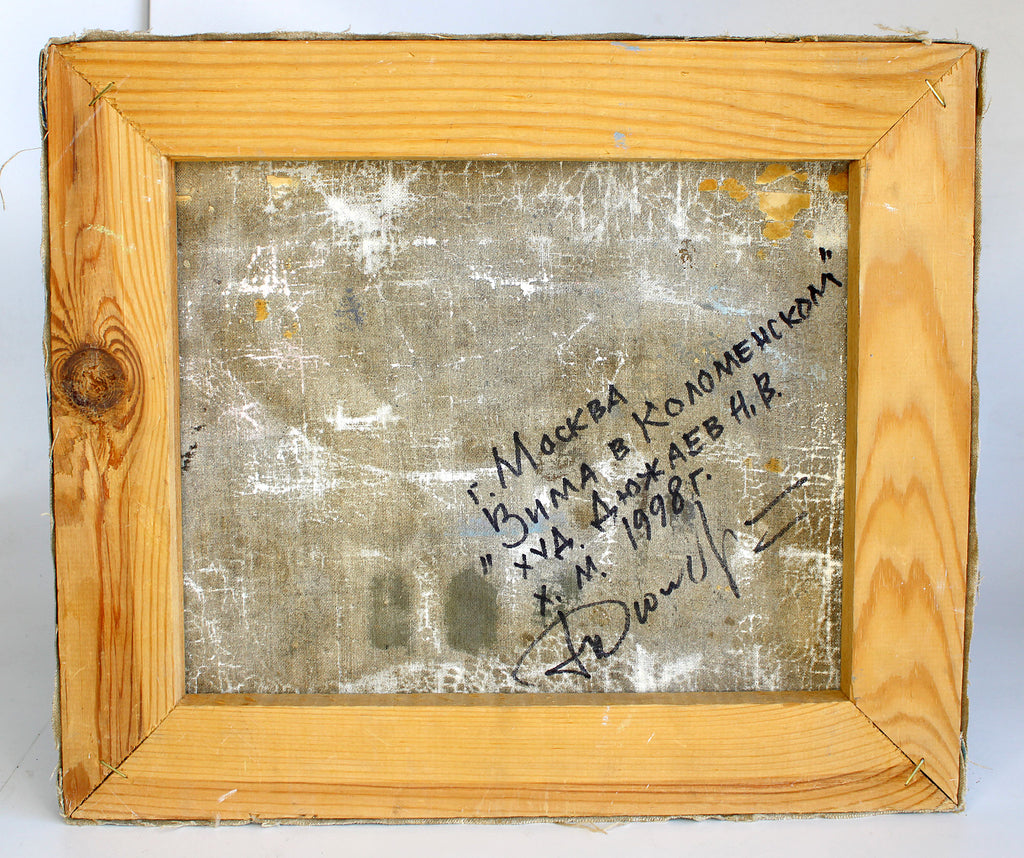 г. Москва
"Зима в Коломенском"
худ. Дюжаев Н.В.
х. м. 1998г.